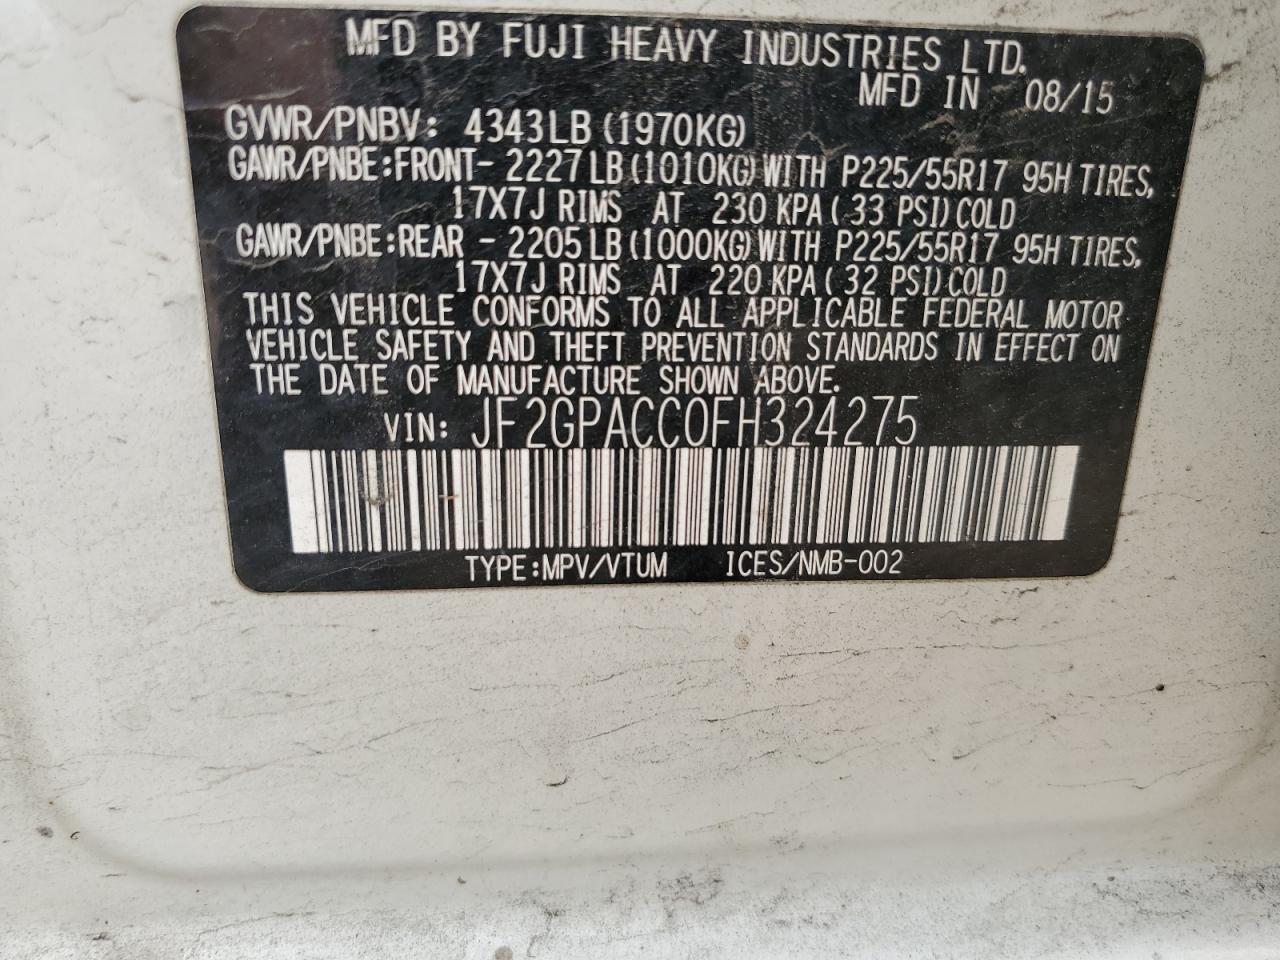 MFD BY FUJI HEAVY INDUSTRIES LTD.
MFD IN 08/15
GVWR/PNBV: 4343LB (1970KG)
GAWR/PNBE:FRONT- 2227LB(1010KG)WITH P225/55R17 95H TIRES,
17X7J RIMS AT 230 KPA( 33 PSI)COLD
GAWR/PNBE:REAR - 2205LB(1000KG)WITH P225/55R17 95H TIRES,
17X7J RIMS AT 220 KPA( 32 PSI)COLD
THIS VEHICLE CONFORMS TO ALL APPLICABLE FEDERAL MOTOR
VEHICLE SAFETY AND THEFT PREVENTION STANDARDS IN EFFECT ON
THE DATE OF MANUFACTURE SHOWN ABOVE.
VIN: JF2GPACC0FH324275
TYPE:MPV/VTUM ICES/NMB-002